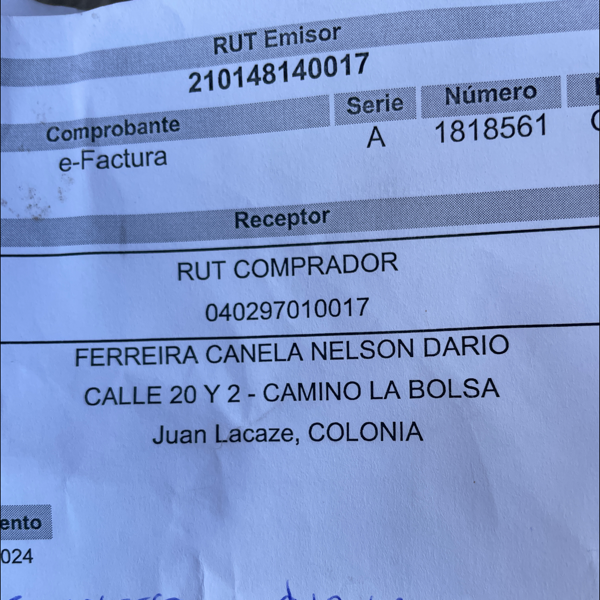 RUT Emisor
210148140017
Comprobante Serie Número
e-Factura A 1818561
Receptor
RUT COMPRADOR
040297010017
FERREIRA CANELA NELSON DARIO
CALLE 20 Y 2 - CAMINO LA BOLSA
Juan Lacaze, COLONIA
ento
024